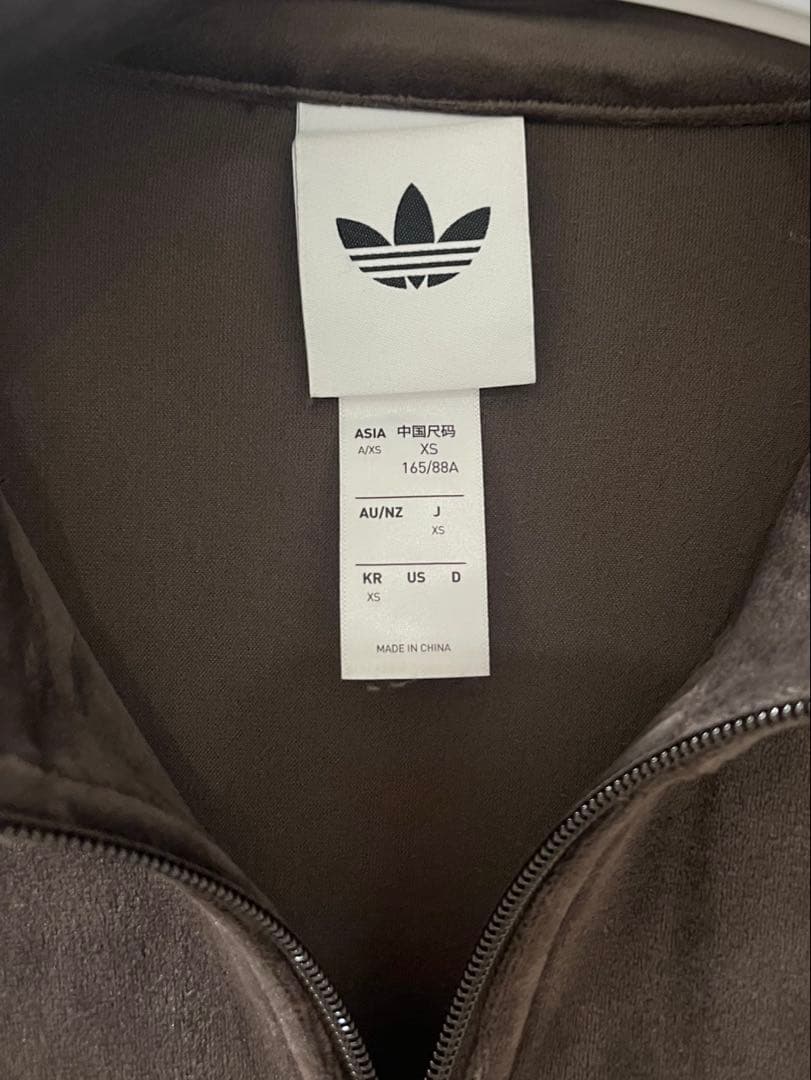 ASIA 中国尺码
A/XS XS
165/88A
AU/NZ J
XS
KR US D
XS
MADE IN CHINA